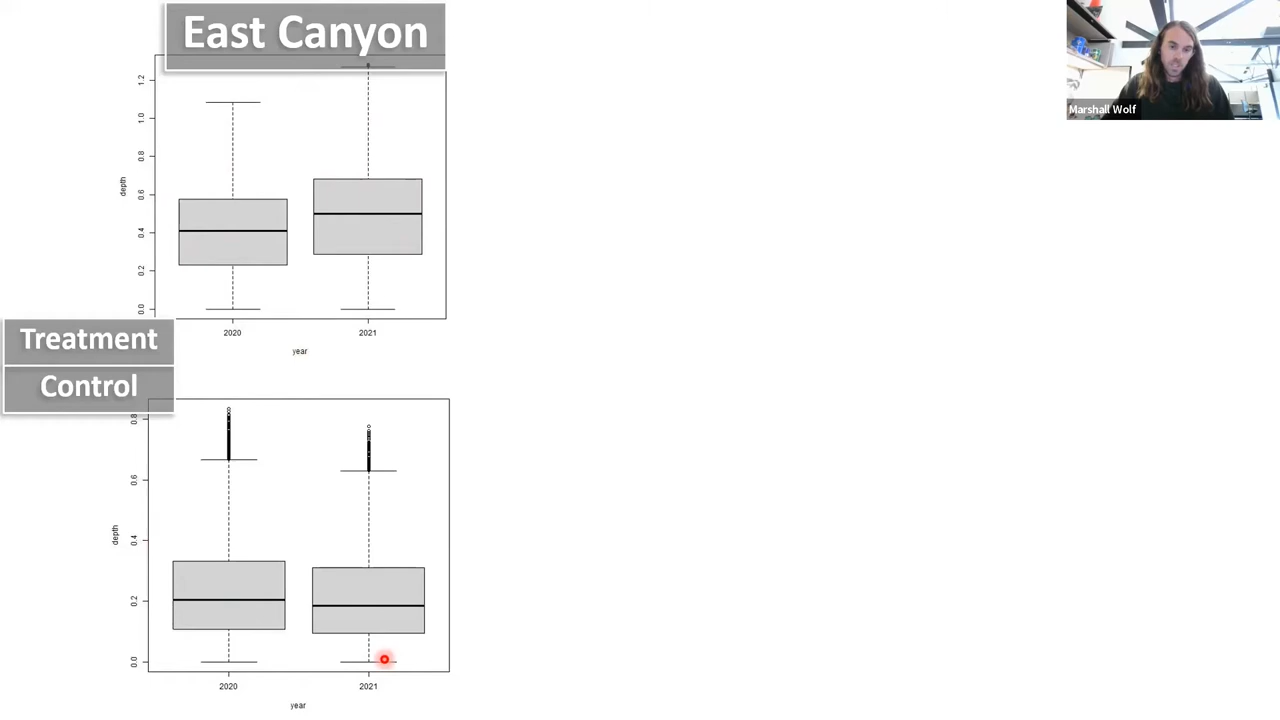 East Canyon
Marshall Wolf
1.2
1.0
0.8
0.6
0.4
0.2
0.0
depth
2020 2021
year
Treatment
Control
0.8
0.6
0.4
0.2
0.0
depth
2020 2021
year